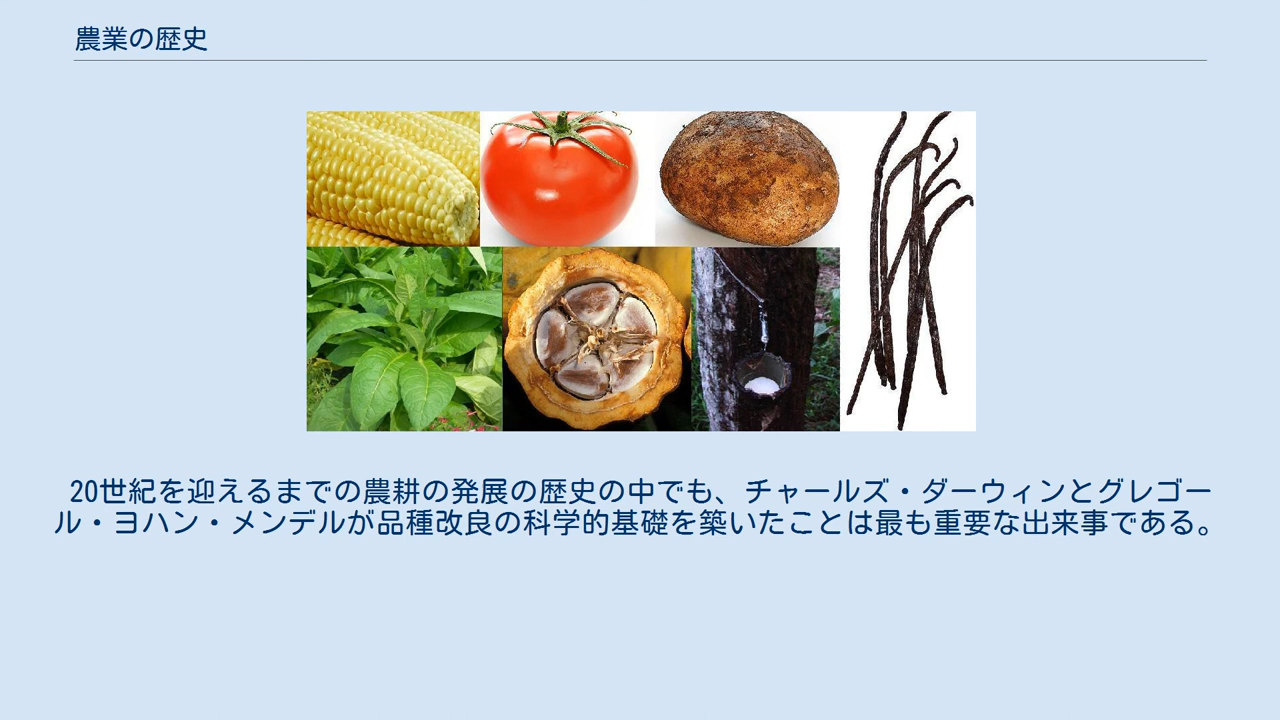 農業の歴史
20世紀を迎えるまでの農耕の発展の歴史の中でも、チャールズ・ダーウィンとグレゴー
ル・ヨハン・メンデルが品種改良の科学的基礎を築いたことは最も重要な出来事である。